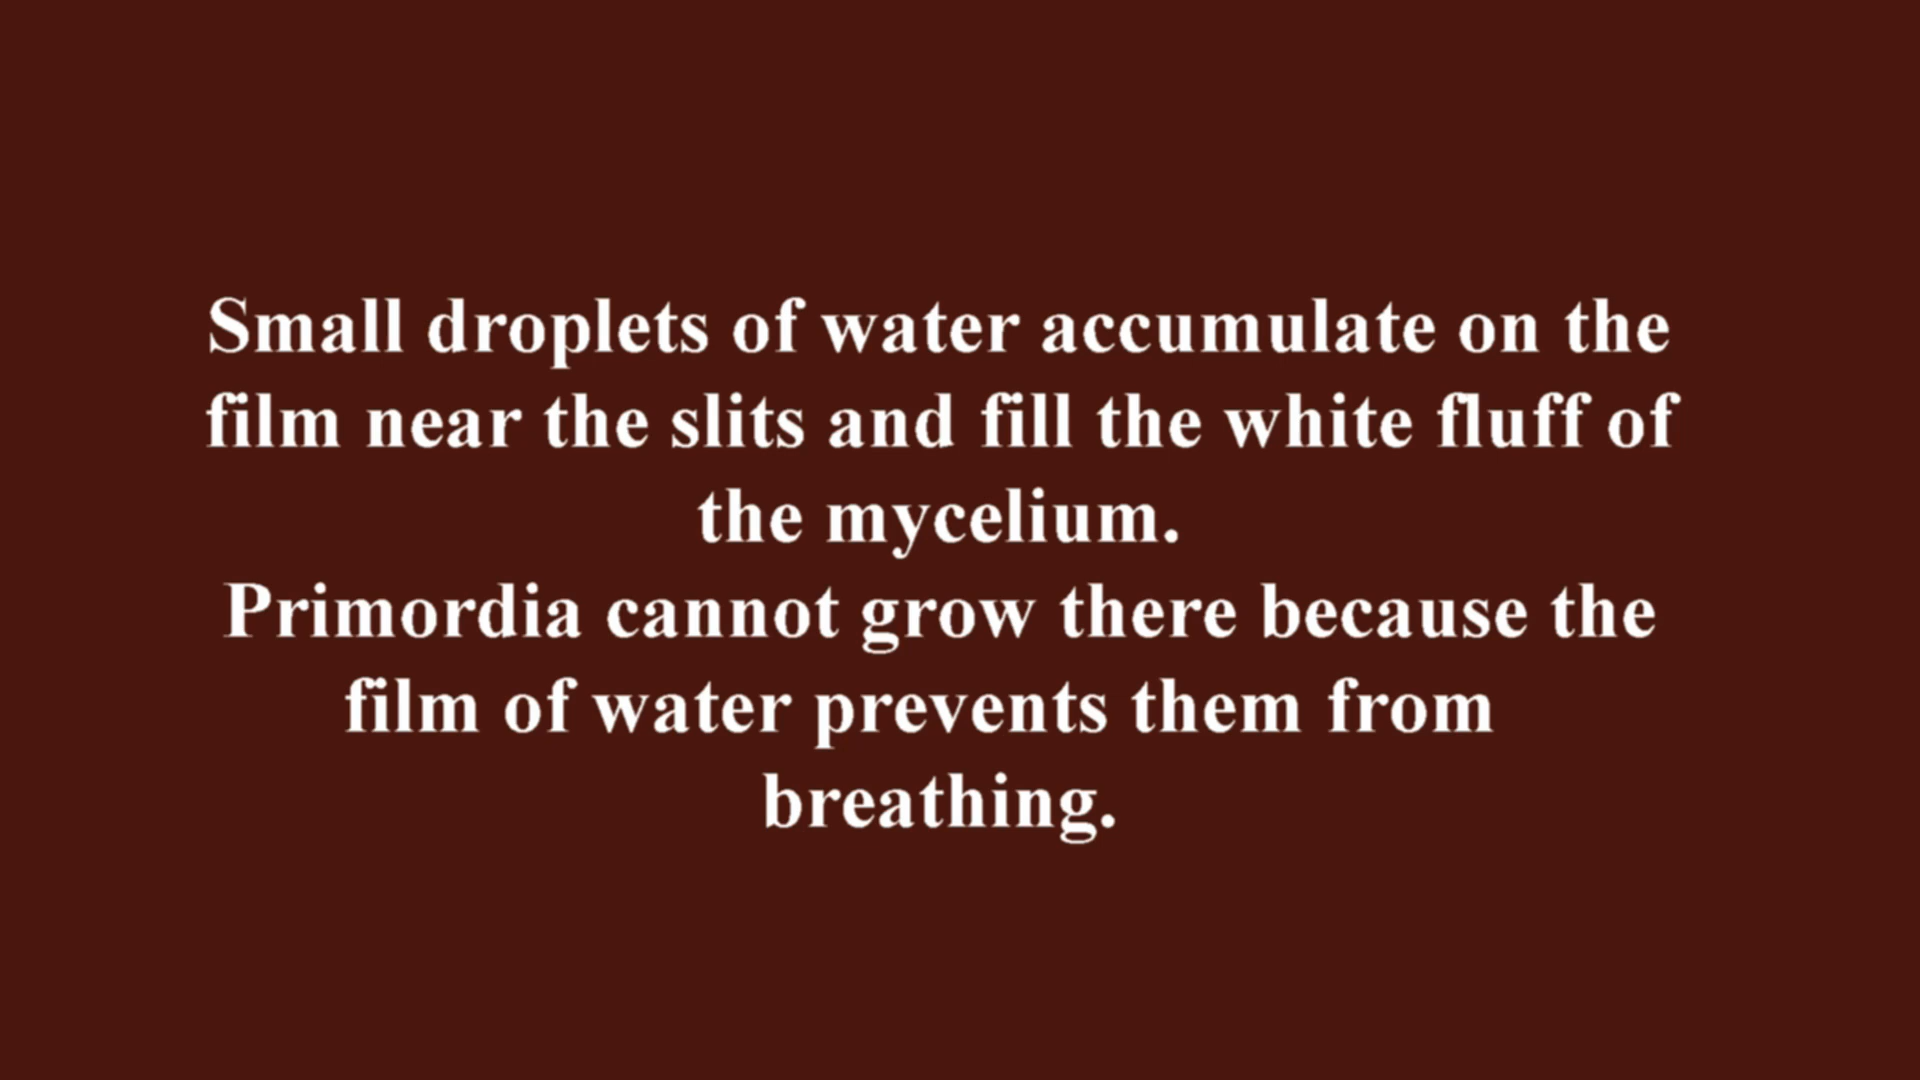 Small droplets of water accumulate on the
film near the slits and fill the white fluff of
the mycelium.
Primordia cannot grow there because the
film of water prevents them from
breathing.